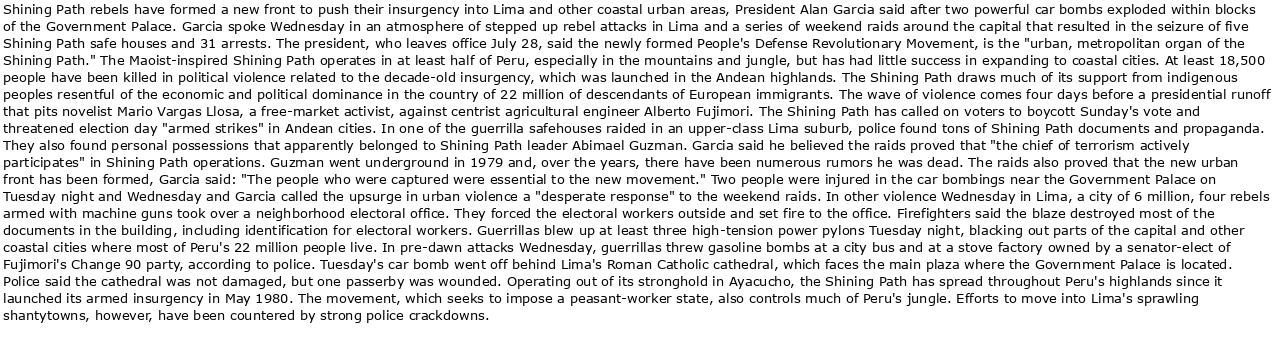 Shining Path rebels have formed a new front to push their insurgency into Lima and other coastal urban areas, President Alan Garcia said after two powerful car bombs exploded within blocks
of the Government Palace. Garcia spoke Wednesday in an atmosphere of stepped up rebel attacks in Lima and a series of weekend raids around the capital that resulted in the seizure of five
Shining Path safe houses and 31 arrests. The president, who leaves office July 28, said the newly formed People's Defense Revolutionary Movement, is the "urban, metropolitan organ of the
Shining Path." The Maoist-inspired Shining Path operates in at least half of Peru, especially in the mountains and jungle, but has had little success in expanding to coastal cities. At least 18,500
people have been killed in political violence related to the decade-old insurgency, which was launched in the Andean highlands. The Shining Path draws much of its support from indigenous
peoples resentful of the economic and political dominance in the country of 22 million of descendants of European immigrants. The wave of violence comes four days before a presidential runoff
that pits novelist Mario Vargas Llosa, a free-market activist, against centrist agricultural engineer Alberto Fujimori. The Shining Path has called on voters to boycott Sunday's vote and
threatened election day "armed strikes" in Andean cities. In one of the guerrilla safehouses raided in an upper-class Lima suburb, police found tons of Shining Path documents and propaganda.
They also found personal possessions that apparently belonged to Shining Path leader Abimael Guzman. Garcia said he believed the raids proved that "the chief of terrorism actively
participates" in Shining Path operations. Guzman went underground in 1979 and, over the years, there have been numerous rumors he was dead. The raids also proved that the new urban
front has been formed, Garcia said: "The people who were captured were essential to the new movement." Two people were injured in the car bombings near the Government Palace on
Tuesday night and Wednesday and Garcia called the upsurge in urban violence a "desperate response" to the weekend raids. In other violence Wednesday in Lima, a city of 6 million, four rebels
armed with machine guns took over a neighborhood electoral office. They forced the electoral workers outside and set fire to the office. Firefighters said the blaze destroyed most of the
documents in the building, including identification for electoral workers. Guerrillas blew up at least three high-tension power pylons Tuesday night, blacking out parts of the capital and other
coastal cities where most of Peru's 22 million people live. In pre-dawn attacks Wednesday, guerrillas threw gasoline bombs at a city bus and at a stove factory owned by a senator-elect of
Fujimori's Change 90 party, according to police. Tuesday's car bomb went off behind Lima's Roman Catholic cathedral, which faces the main plaza where the Government Palace is located.
Police said the cathedral was not damaged, but one passerby was wounded. Operating out of its stronghold in Ayacucho, the Shining Path has spread throughout Peru's highlands since it
launched its armed insurgency in May 1980. The movement, which seeks to impose a peasant-worker state, also controls much of Peru's jungle. Efforts to move into Lima's sprawling
shantytowns, however, have been countered by strong police crackdowns.